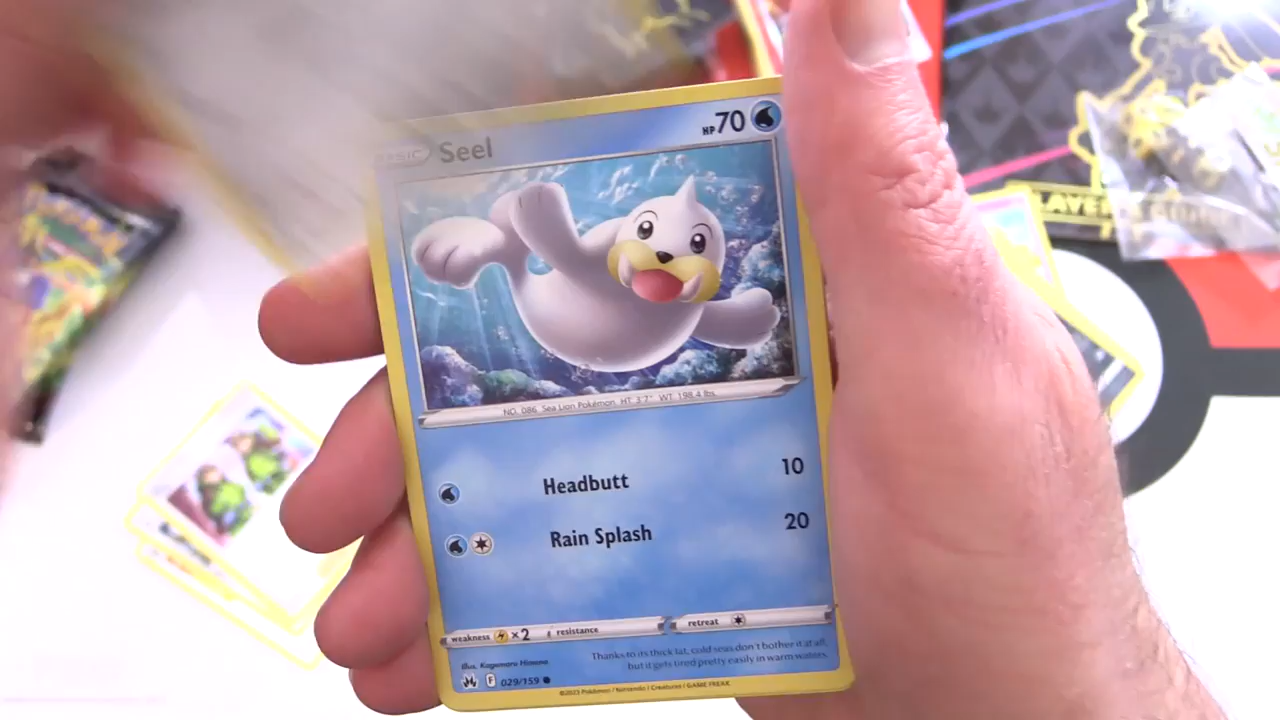 BASIC Seel HP 70
NO. 086 Sea Lion Pokémon. HT. 3'7" WT. 198.4 lbs.
Headbutt 10
Rain Splash 20
weakness ×2 resistance retreat
Illus. Kagemaru Himeno
Thanks to its thick fat, cold seas don't bother it at all,
but it gets tired pretty easily in warm waters.
F 029/159
©2023 Pokémon / Nintendo / Creatures / GAME FREAK